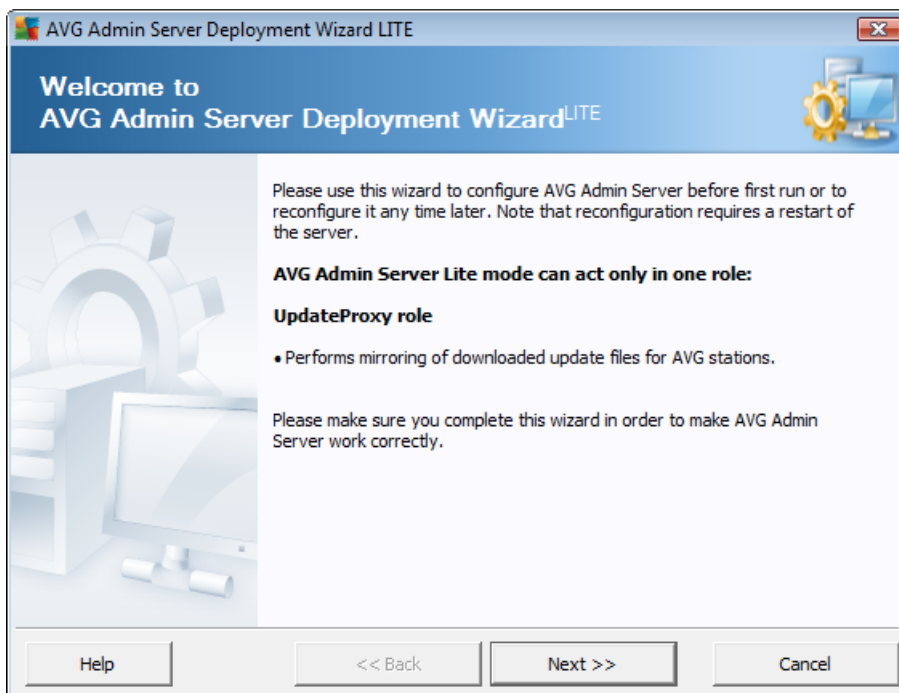 AVG Admin Server Deployment Wizard LITE
Welcome to
AVG Admin Server Deployment Wizard LITE
Please use this wizard to configure AVG Admin Server before first run or to
reconfigure it any time later. Note that reconfiguration requires a restart of
the server.
AVG Admin Server Lite mode can act only in one role:
UpdateProxy role
• Performs mirroring of downloaded update files for AVG stations.
Please make sure you complete this wizard in order to make AVG Admin
Server work correctly.
Help
<< Back
Next >>
Cancel